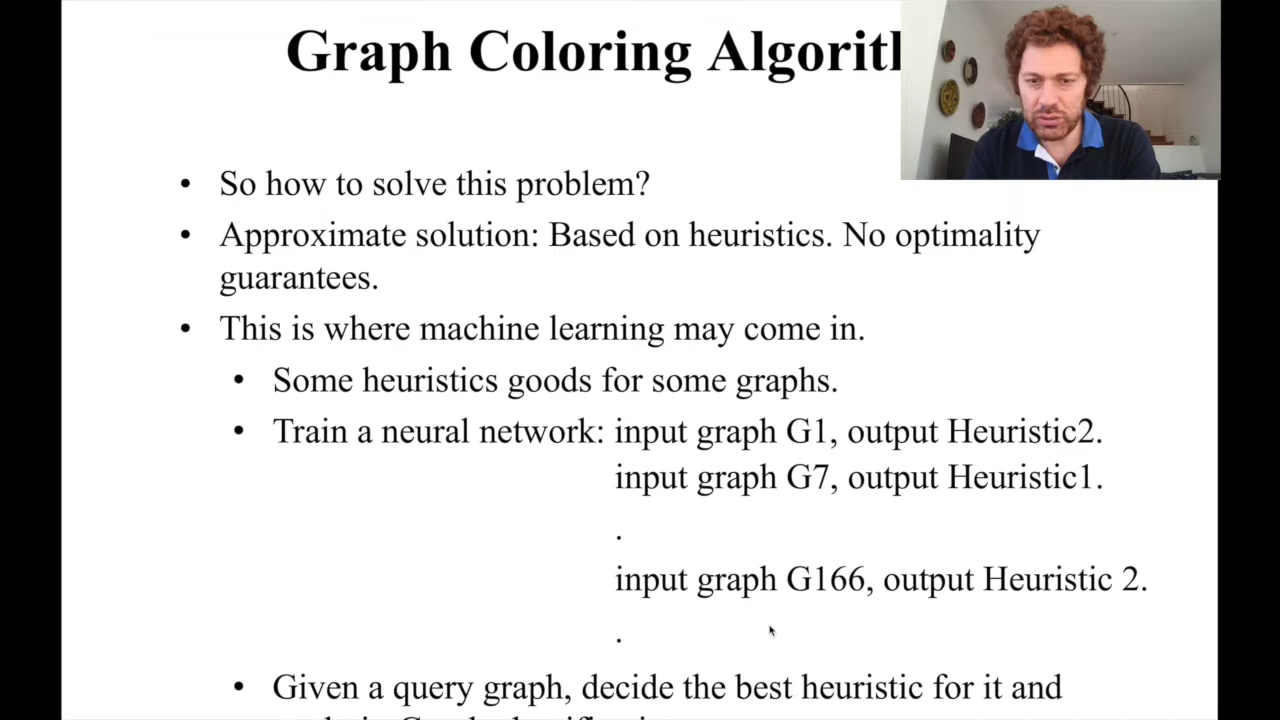 Graph Coloring
• So how to solve this problem?
• Approximate solution: Based on heuristics. No optimality
guarantees.
• This is where machine learning may come in.
• Some heuristics goods for some graphs.
• Train a neural network: input graph G1, output Heuristic2.
input graph G7, output Heuristic1.
.
input graph G166, output Heuristic 2.
.
• Given a query graph, decide the best heuristic for it and